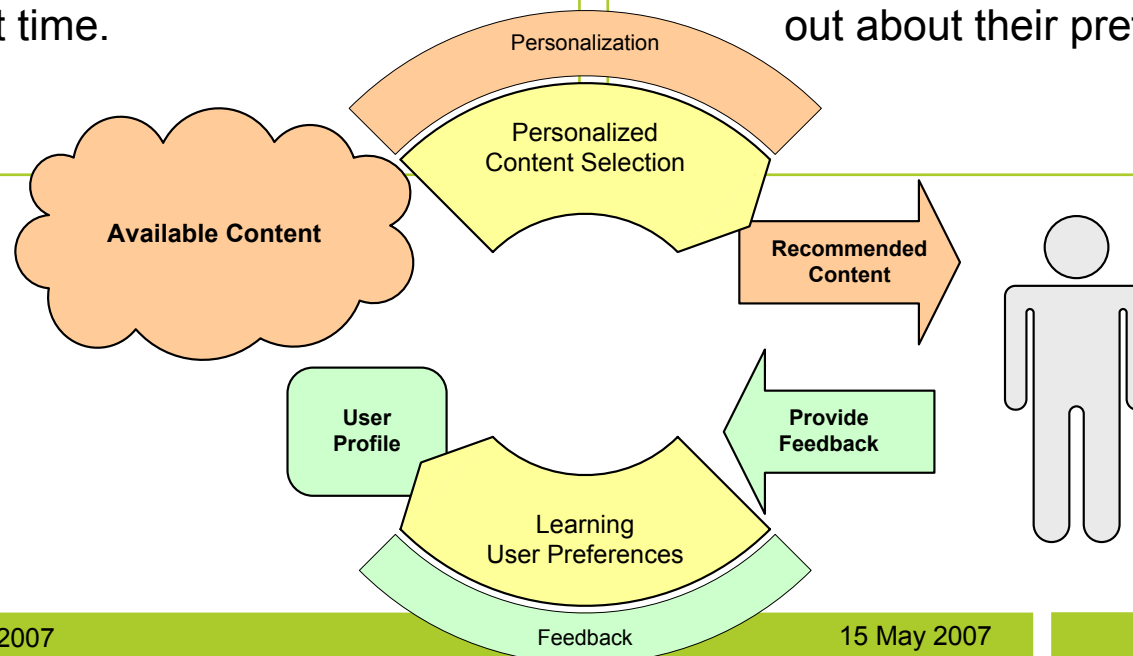 t time.
out about their pre
Personalization
Personalized
Content Selection
Available Content
Recommended
Content
User
Profile
Provide
Feedback
Learning
User Preferences
2007
Feedback
15 May 2007